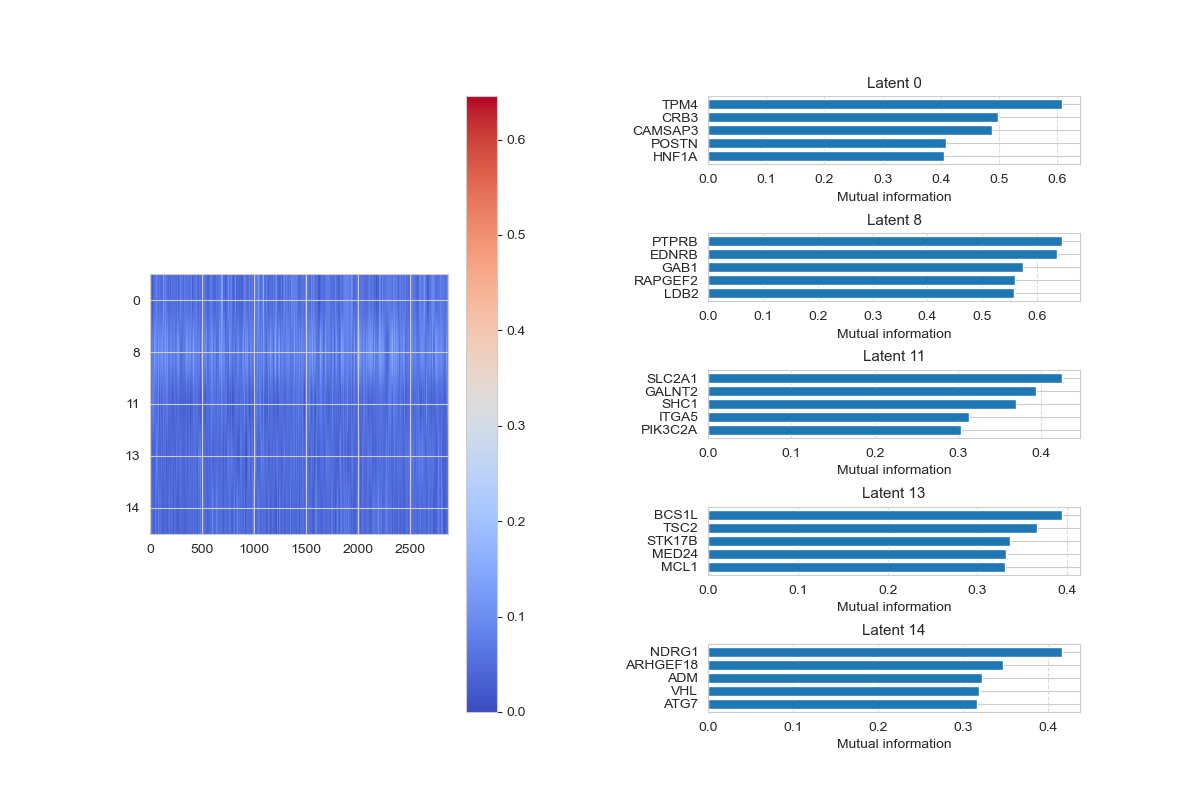 0
8
11
13
14
0 500 1000 1500 2000 2500
0.6
0.5
0.4
0.3
0.2
0.1
0.0
Latent 0
TPM4
CRB3
CAMSAP3
POSTN
HNF1A
0.0 0.1 0.2 0.3 0.4 0.5 0.6
Mutual information
Latent 8
PTPRB
EDNRB
GAB1
RAPGEF2
LDB2
0.0 0.1 0.2 0.3 0.4 0.5 0.6
Mutual information
Latent 11
SLC2A1
GALNT2
SHC1
ITGA5
PIK3C2A
0.0 0.1 0.2 0.3 0.4
Mutual information
Latent 13
BCS1L
TSC2
STK17B
MED24
MCL1
0.0 0.1 0.2 0.3 0.4
Mutual information
Latent 14
NDRG1
ARHGEF18
ADM
VHL
ATG7
0.0 0.1 0.2 0.3 0.4
Mutual information